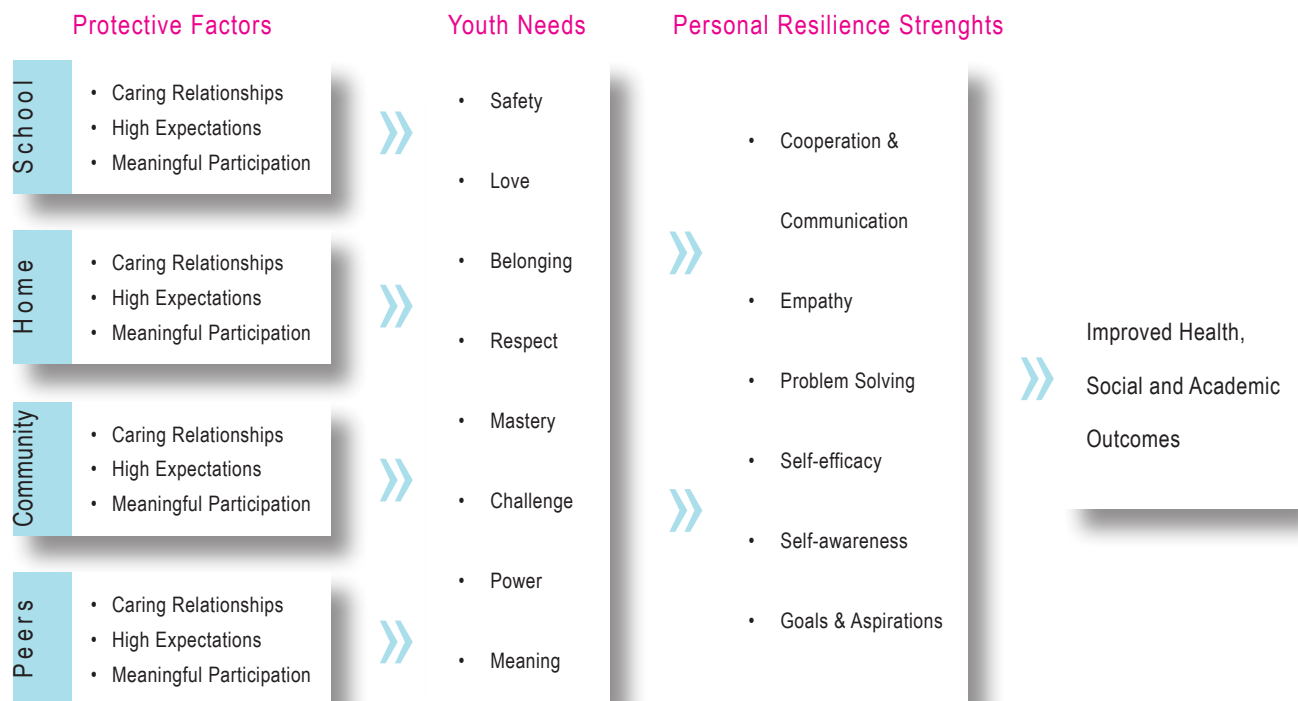 Protective Factors
Youth Needs
Personal Resilience Strenghts
School
• Caring Relationships
• High Expectations
• Meaningful Participation
Home
• Caring Relationships
• High Expectations
• Meaningful Participation
Community
• Caring Relationships
• High Expectations
• Meaningful Participation
Peers
• Caring Relationships
• High Expectations
• Meaningful Participation
• Safety
• Love
• Belonging
• Respect
• Mastery
• Challenge
• Power
• Meaning
• Cooperation &
Communication
• Empathy
• Problem Solving
• Self-efficacy
• Self-awareness
• Goals & Aspirations
Improved Health,
Social and Academic
Outcomes